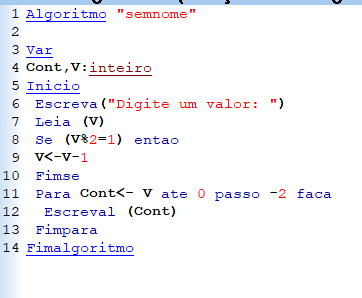 1 Algoritmo "semnome"
2
3 Var
4 Cont,V:inteiro
5 Inicio
6 Escreva("Digite um valor: ")
7 Leia (V)
8 Se (V%2=1) entao
9 V<-V-1
10 Fimse
11 Para Cont<- V ate 0 passo -2 faca
12 Escreval (Cont)
13 Fimpara
14 Fimalgoritmo